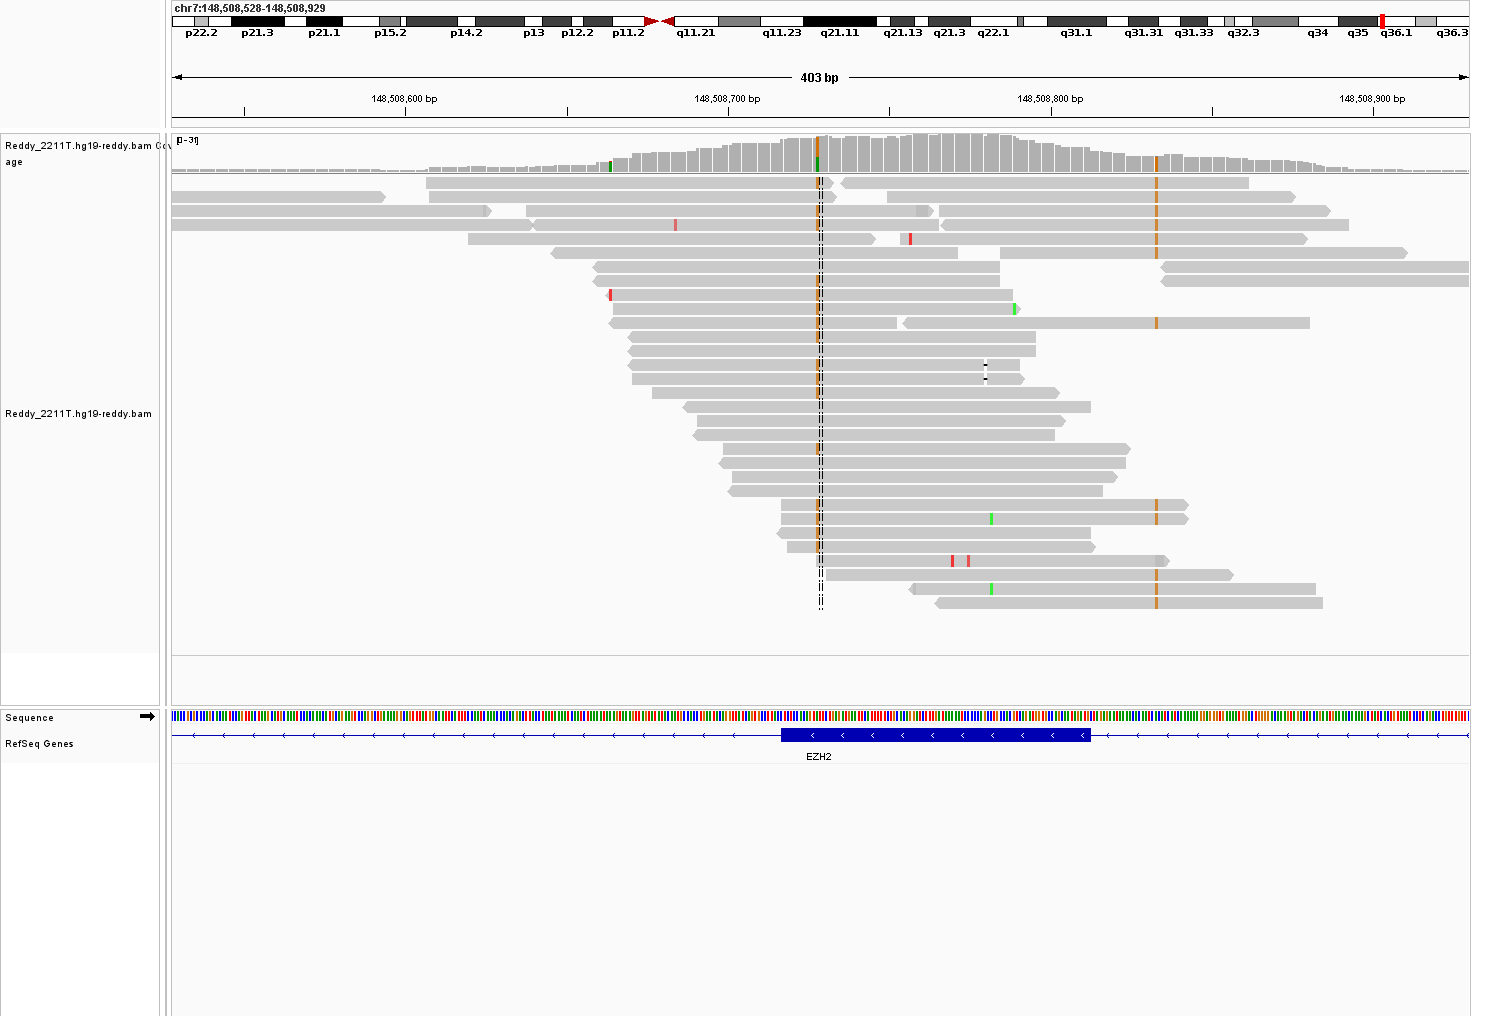 chr7:148,508,528-148,508,929
p22.2 p21.3 p21.1 p15.2 p14.2 p13 p12.2 p11.2 q11.21 q11.23 q21.11 q21.13 q21.3 q22.1 q31.1 q31.31 q31.33 q32.3 q34 q35 q36.1 q36.3
403 bp
148,508,600 bp 148,508,700 bp 148,508,800 bp 148,508,900 bp
[0-31]
Reddy_2211T.hg19-reddy.bam Cov
age
Reddy_2211T.hg19-reddy.bam
Sequence
RefSeq Genes
EZH2